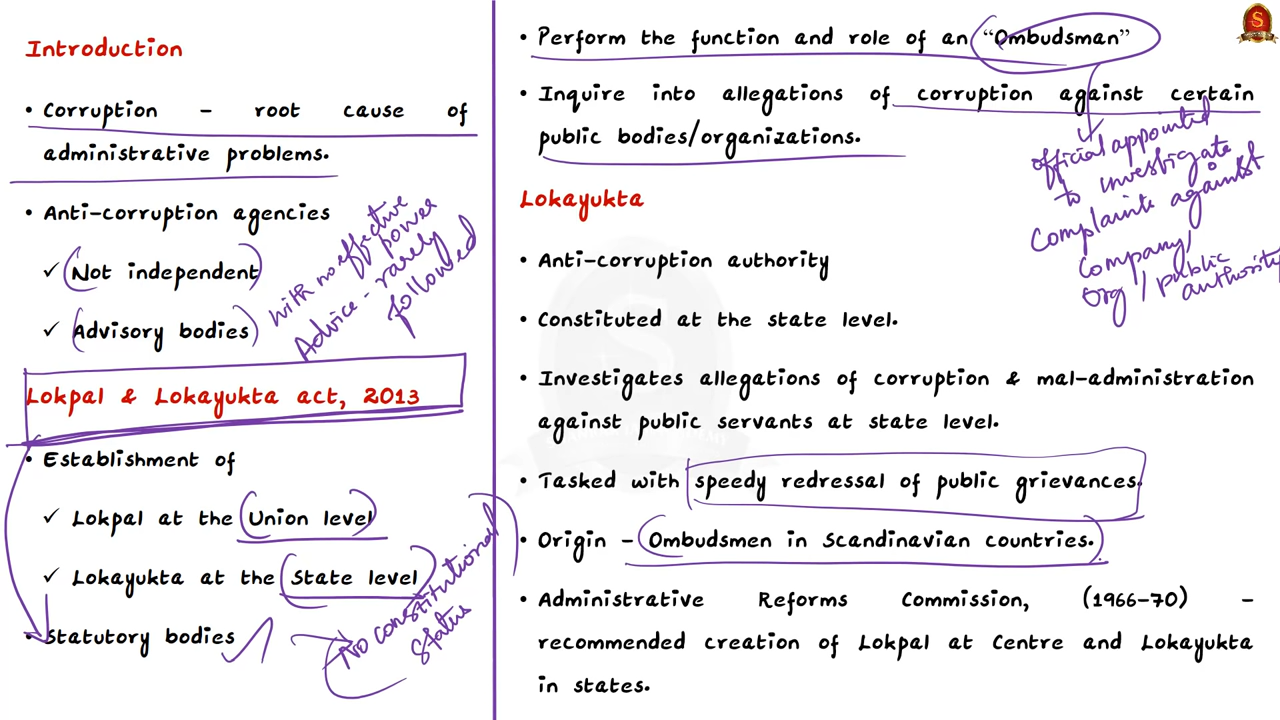 Introduction
• Corruption – root cause of
administrative problems.
• Anti-corruption agencies
✓ Not independent
✓ Advisory bodies
with no effective
power
Advice - rarely
followed
Lokpal & Lokayukta act, 2013
• Establishment of
✓ Lokpal at the Union level
✓ Lokayukta at the State level
• Statutory bodies
No constitutional
status
• Perform the function and role of an “Ombudsman”
• Inquire into allegations of corruption against certain
public bodies/organizations.
official appointed
to investigate
complaints against
company/
org / public
authority
Lokayukta
• Anti-corruption authority
• Constituted at the state level.
• Investigates allegations of corruption & mal-administration
against public servants at state level.
• Tasked with speedy redressal of public grievances.
• Origin – Ombudsmen in Scandinavian countries.
• Administrative Reforms Commission, (1966-70) –
recommended creation of Lokpal at Centre and Lokayukta
in states.